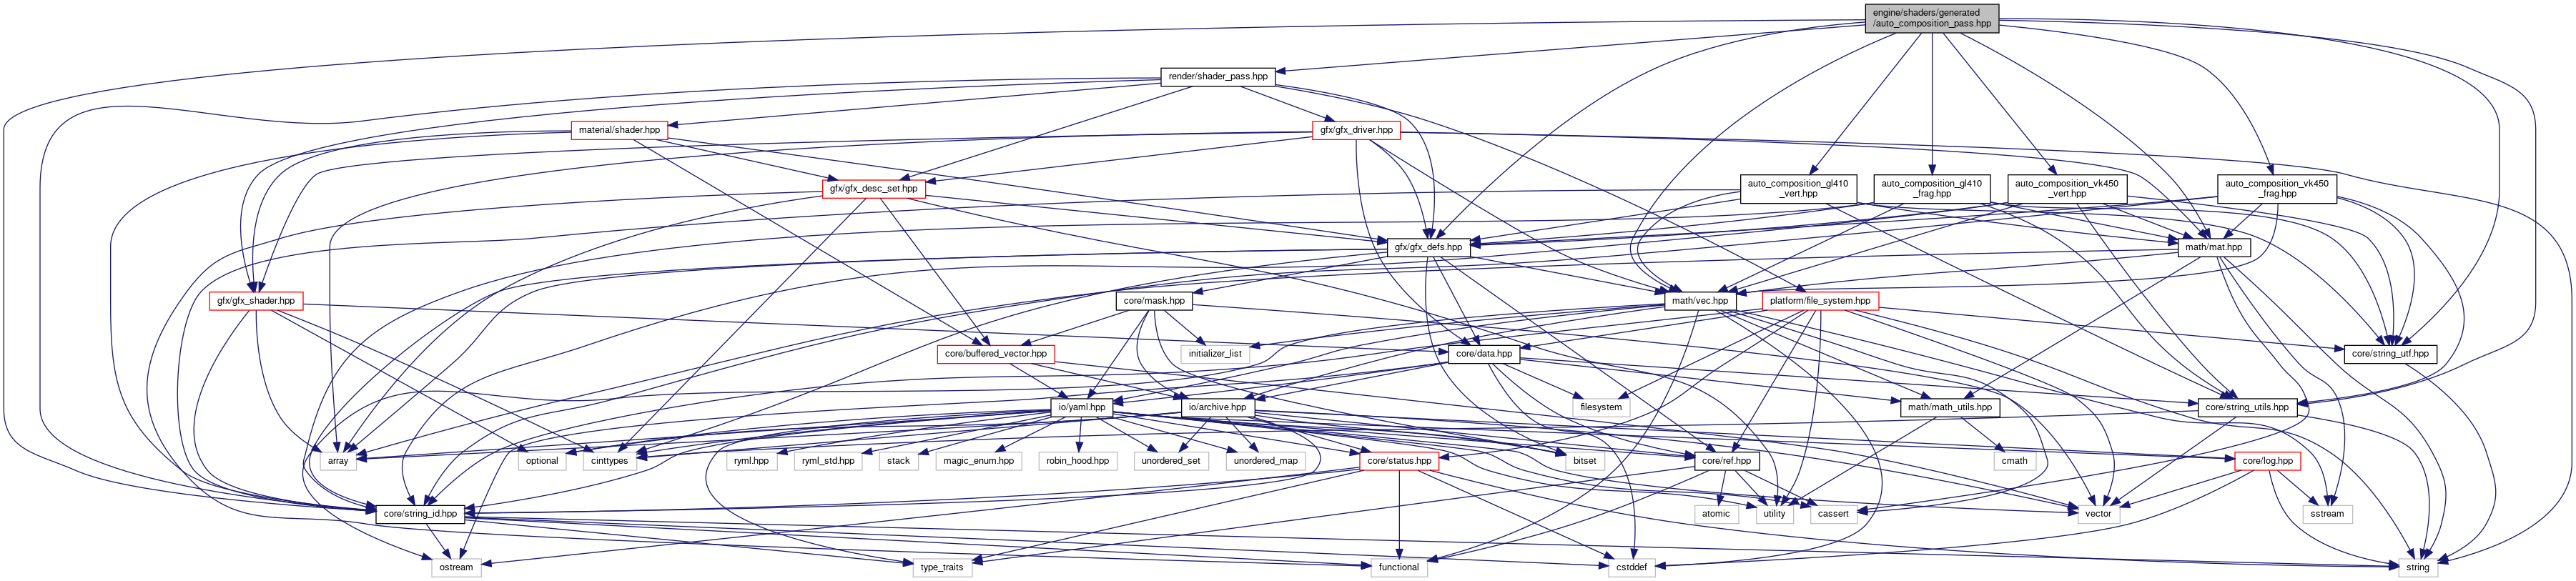 engine/shaders/generated
/auto_composition_pass.hpp
render/shader_pass.hpp
material/shader.hpp
gfx/gfx_driver.hpp
gfx/gfx_desc_set.hpp
auto_composition_gl410
_vert.hpp
auto_composition_gl410
_frag.hpp
auto_composition_vk450
_vert.hpp
auto_composition_vk450
_frag.hpp
gfx/gfx_defs.hpp
math/mat.hpp
gfx/gfx_shader.hpp
core/mask.hpp
math/vec.hpp
platform/file_system.hpp
core/buffered_vector.hpp
initializer_list
core/data.hpp
core/string_utf.hpp
io/yaml.hpp
io/archive.hpp
filesystem
math/math_utils.hpp
core/string_utils.hpp
array
optional
cinttypes
ryml.hpp
ryml_std.hpp
stack
magic_enum.hpp
robin_hood.hpp
unordered_set
unordered_map
core/status.hpp
bitset
core/ref.hpp
cmath
core/log.hpp
core/string_id.hpp
atomic
utility
cassert
vector
sstream
ostream
type_traits
functional
cstddef
string